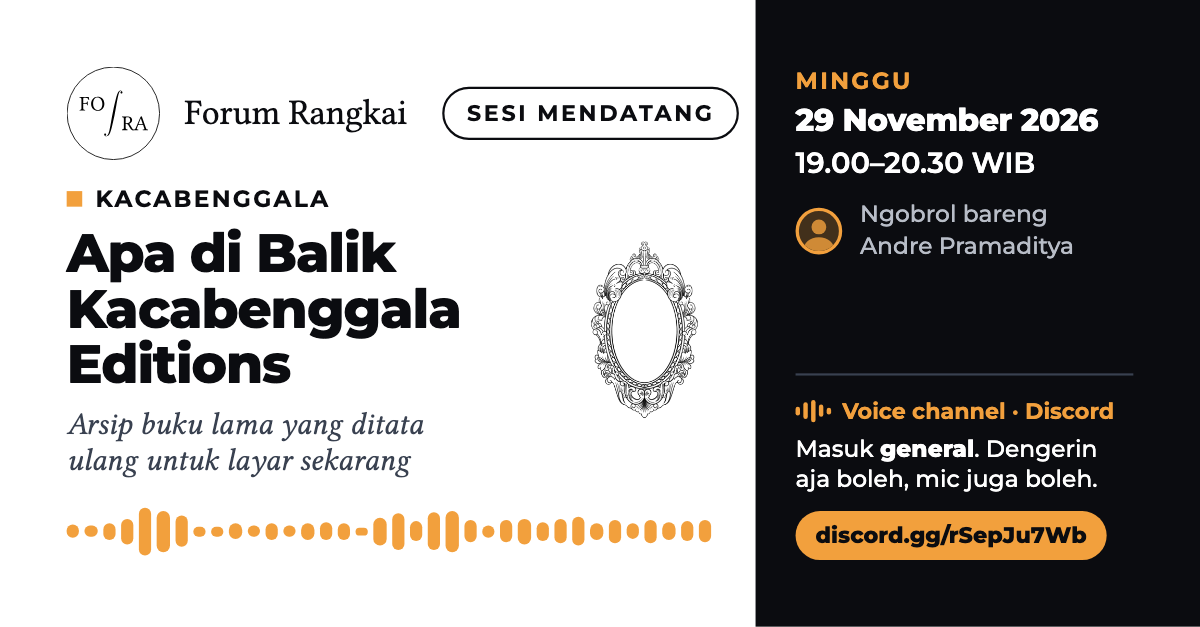 FO
RA
Forum Rangkai
SESI MENDATANG
KACABENGGALA
Apa di Balik
Kacabenggala
Editions
Arsip buku lama yang ditata
ulang untuk layar sekarang
MINGGU
29 November 2026
19.00–20.30 WIB
Ngobrol bareng
Andre Pramaditya
Voice channel · Discord
Masuk general. Dengerin
aja boleh, mic juga boleh.
discord.gg/rSepJu7Wb